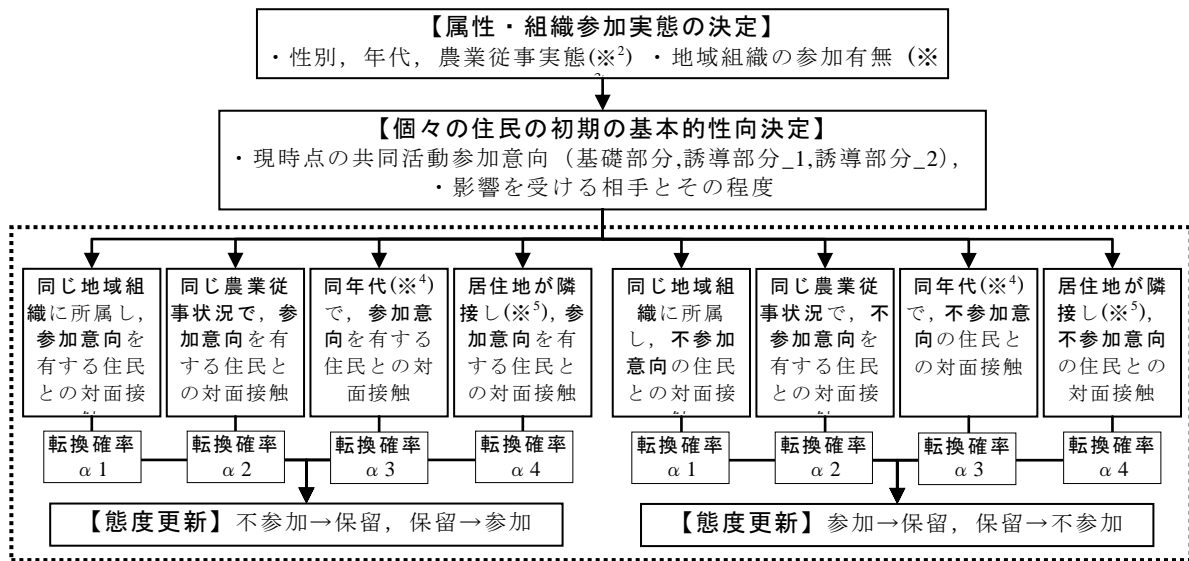 【属性・組織参加実態の決定】
・性別，年代，農業従事実態(※2) ・地域組織の参加有無 (※
【個々の住民の初期の基本的性向決定】
・現時点の共同活動参加意向（基礎部分,誘導部分_1,誘導部分_2），
・影響を受ける相手とその程度
同じ地域組
織に所属し，
参加意向を
有する住民
との対面接
同じ農業従
事状況で，参
加意向を有
する住民と
の対面接触
同年代(※4)
で，参加意
向を有する
住民との対
面接触
居住地が隣
接し(※5)，参
加意向を有
する住民と
の対面接触
同じ地域組
織に所属
し，不参加
意向の住民
との対面接
同じ農業従
事状況で，不
参加意向を
有する住民
との対面接
同年代(※4)
で，不参加意
向の住民と
の対面接触
居住地が隣
接し(※5)，
不参加意向
の住民との
対面接触
転換確率
α1
転換確率
α2
転換確率
α3
転換確率
α4
転換確率
α1
転換確率
α2
転換確率
α3
転換確率
α4
【態度更新】不参加→保留，保留→参加
【態度更新】参加→保留，保留→不参加